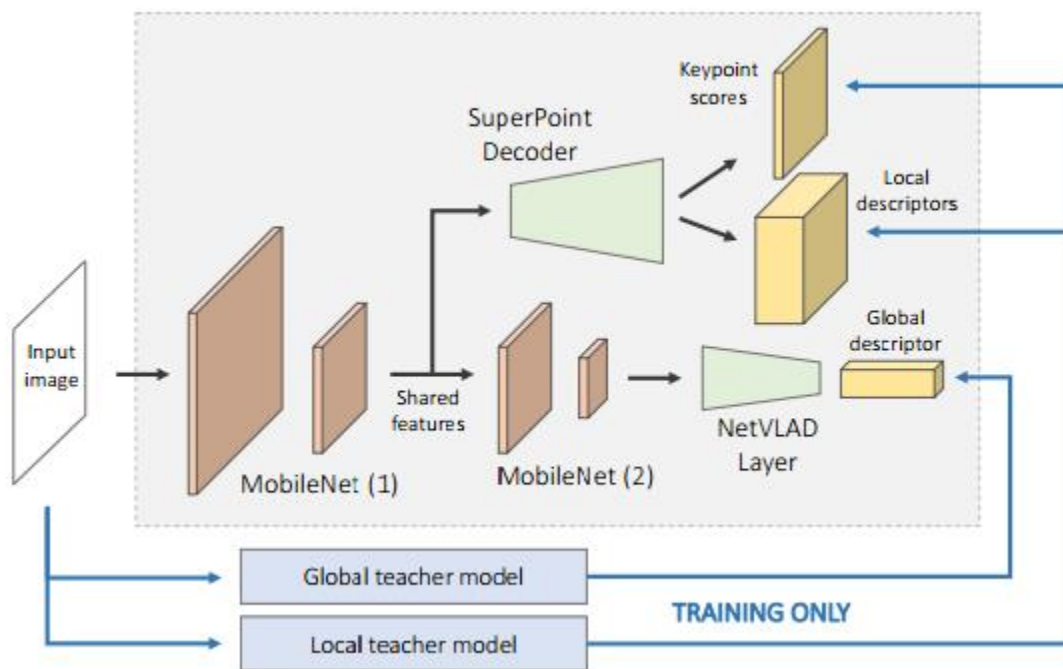 Keypoint
scores
SuperPoint
Decoder
Local
descriptors
Input
image
Shared
features
Global
descriptor
MobileNet (1)
MobileNet (2)
NetVLAD
Layer
Global teacher model
TRAINING ONLY
Local teacher model